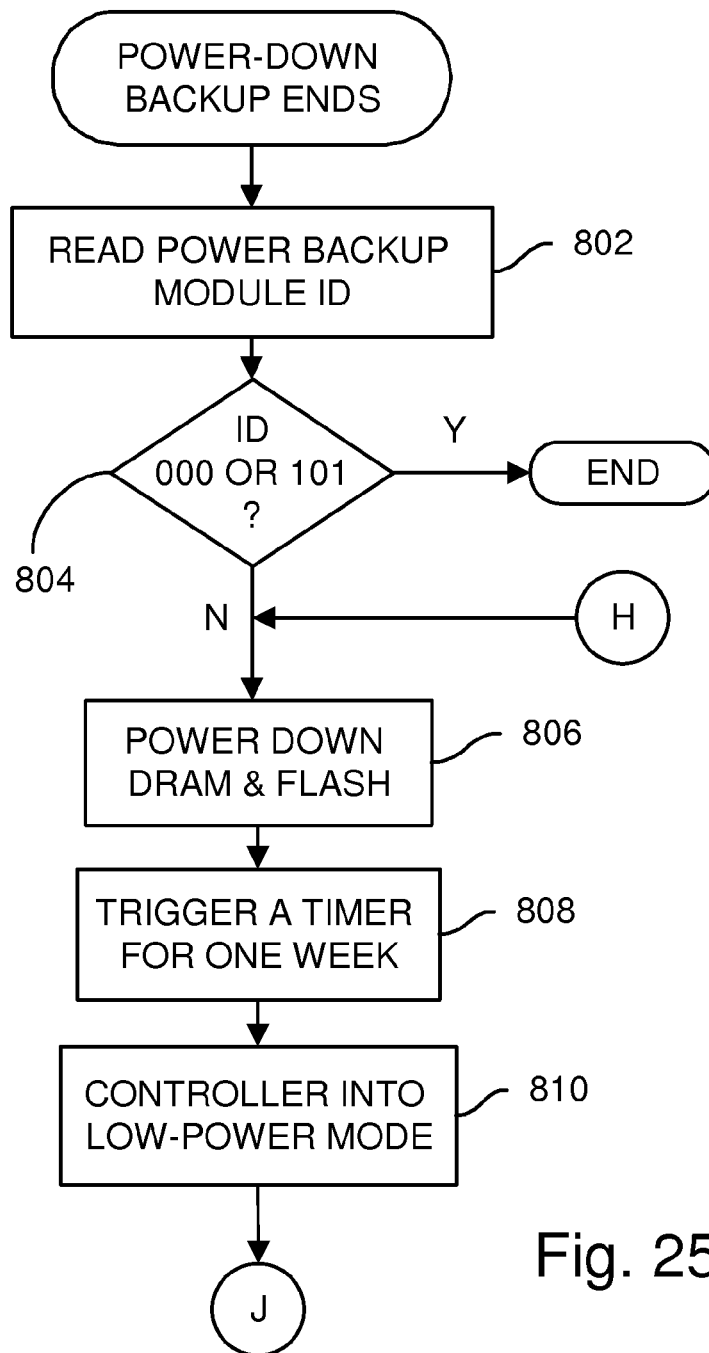 POWER-DOWN
BACKUP ENDS
READ POWER BACKUP
MODULE ID
802
ID
000 OR 101
?
Y
END
804
N
H
POWER DOWN
DRAM & FLASH
806
TRIGGER A TIMER
FOR ONE WEEK
808
CONTROLLER INTO
LOW-POWER MODE
810
J
Fig. 25